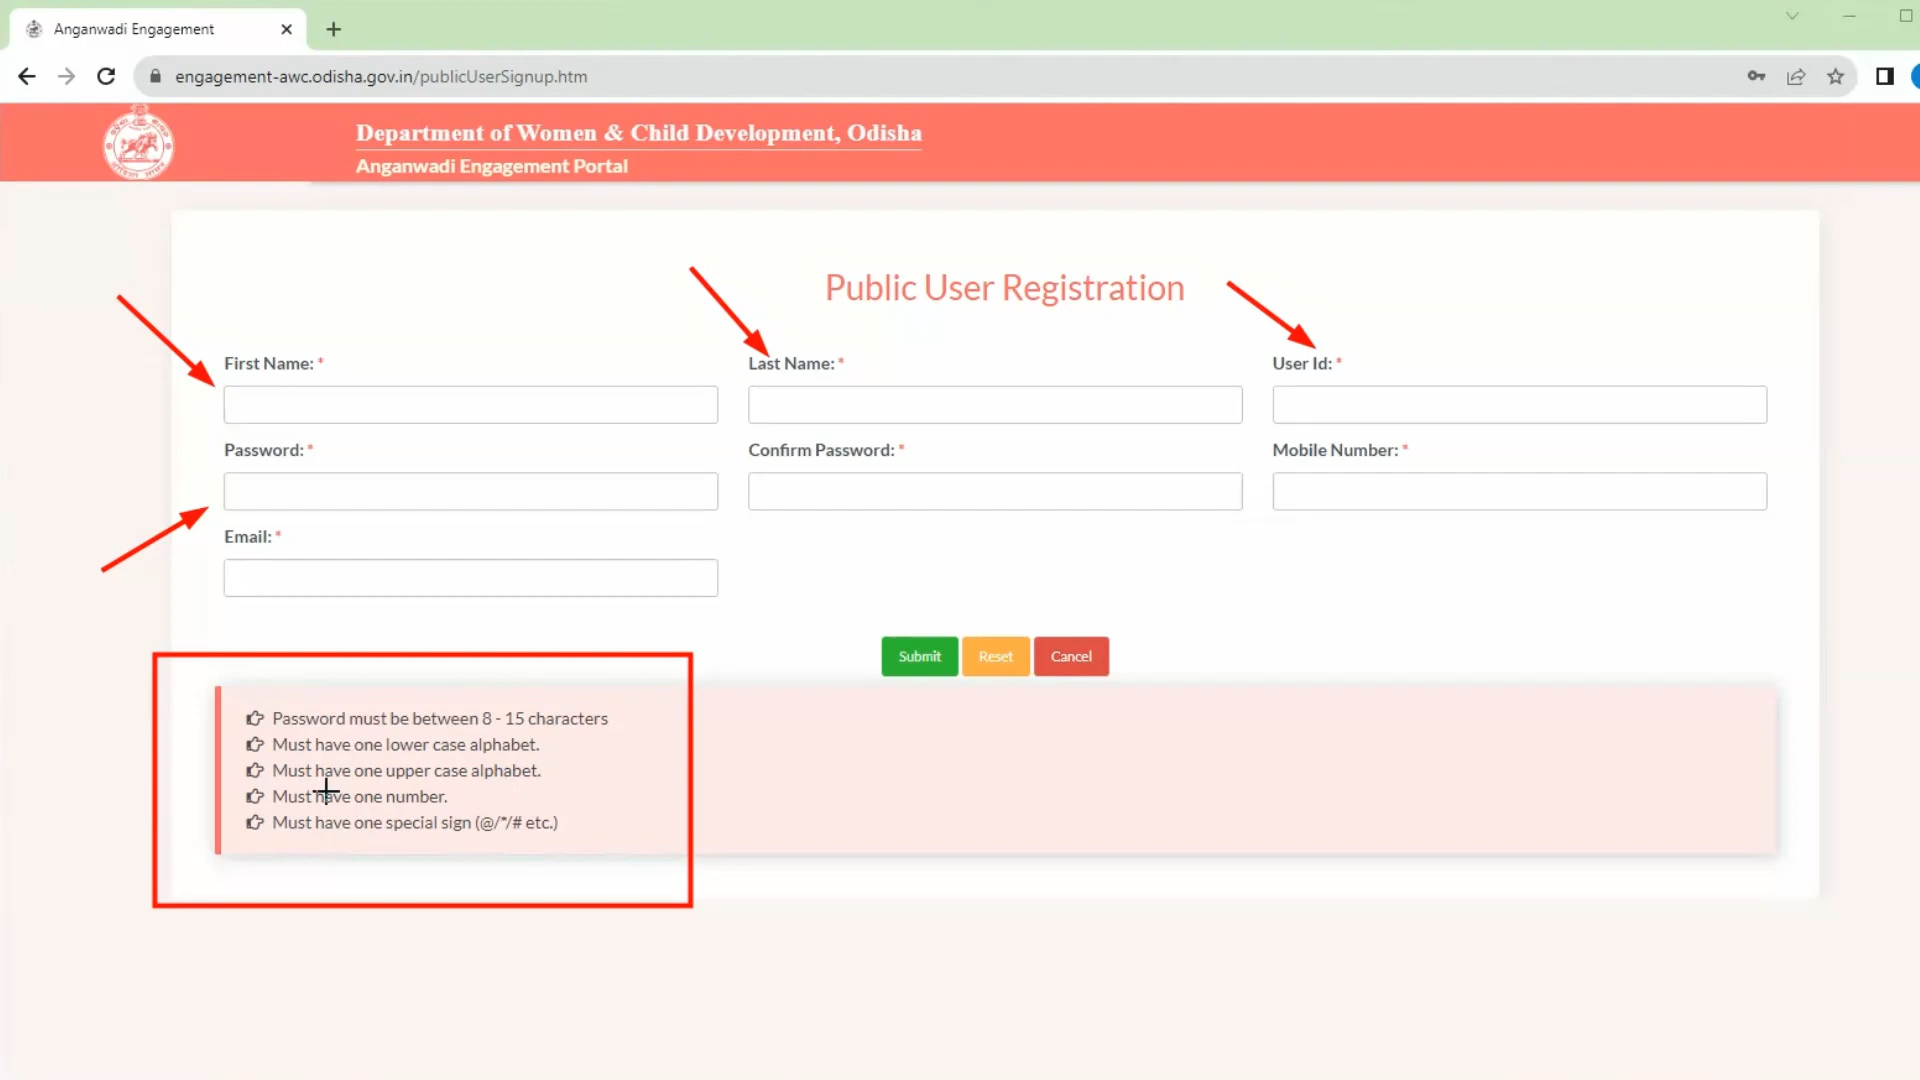 Anganwadi Engagement
engagement-awc.odisha.gov.in/publicUserSignup.htm
Department of Women & Child Development, Odisha
Anganwadi Engagement Portal
Public User Registration
First Name: * Last Name: * User Id: *
Password: * Confirm Password: * Mobile Number: *
Email: *
Submit Reset Cancel
Password must be between 8 - 15 characters
Must have one lower case alphabet.
Must have one upper case alphabet.
Must have one number.
Must have one special sign (@/*/# etc.)